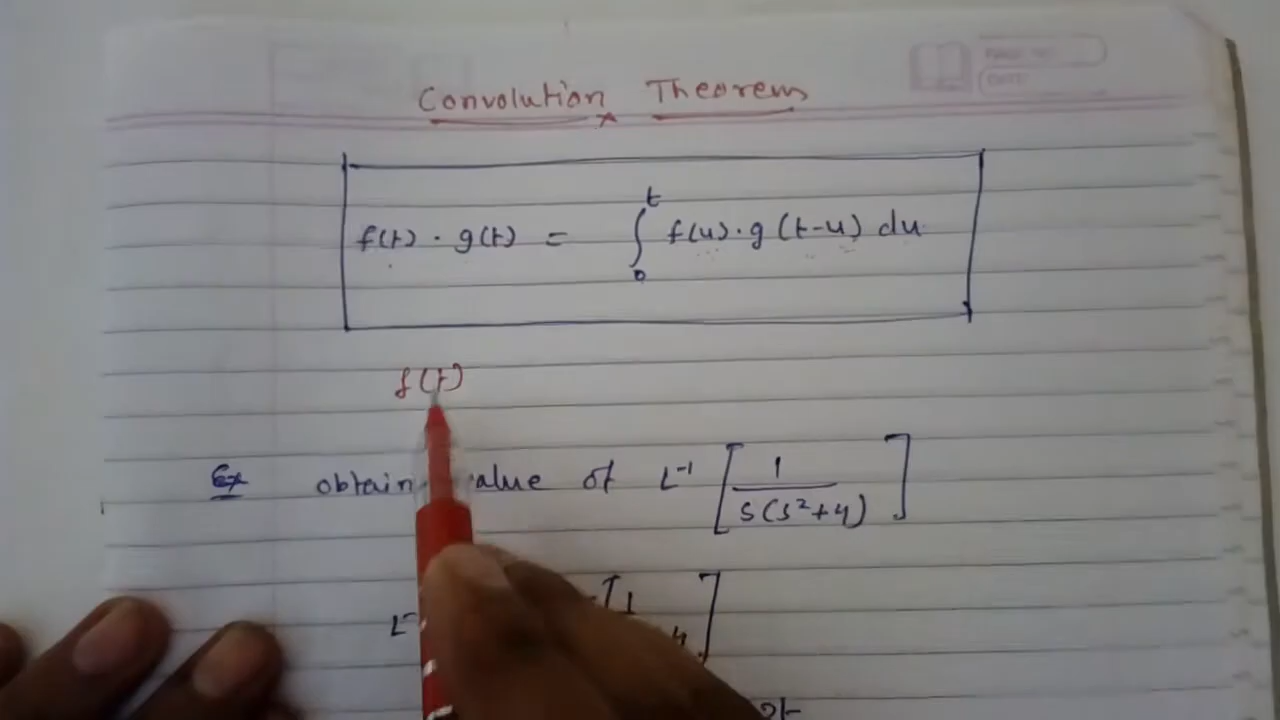 Convolution Theorem
f(t) · g(t) = ∫₀ᵗ f(u) · g(t-u) du
f(t)
Ex obtain value of L⁻¹ [1 / s(s²+4)]